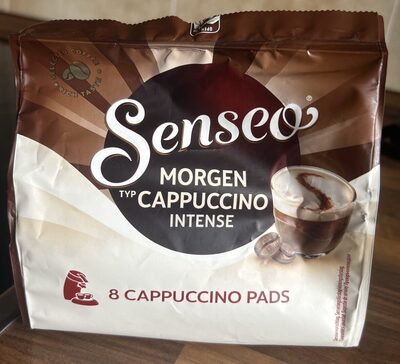 Senseo®
MORGEN
TYP CAPPUCCINO
INTENSE
8 CAPPUCCINO PADS